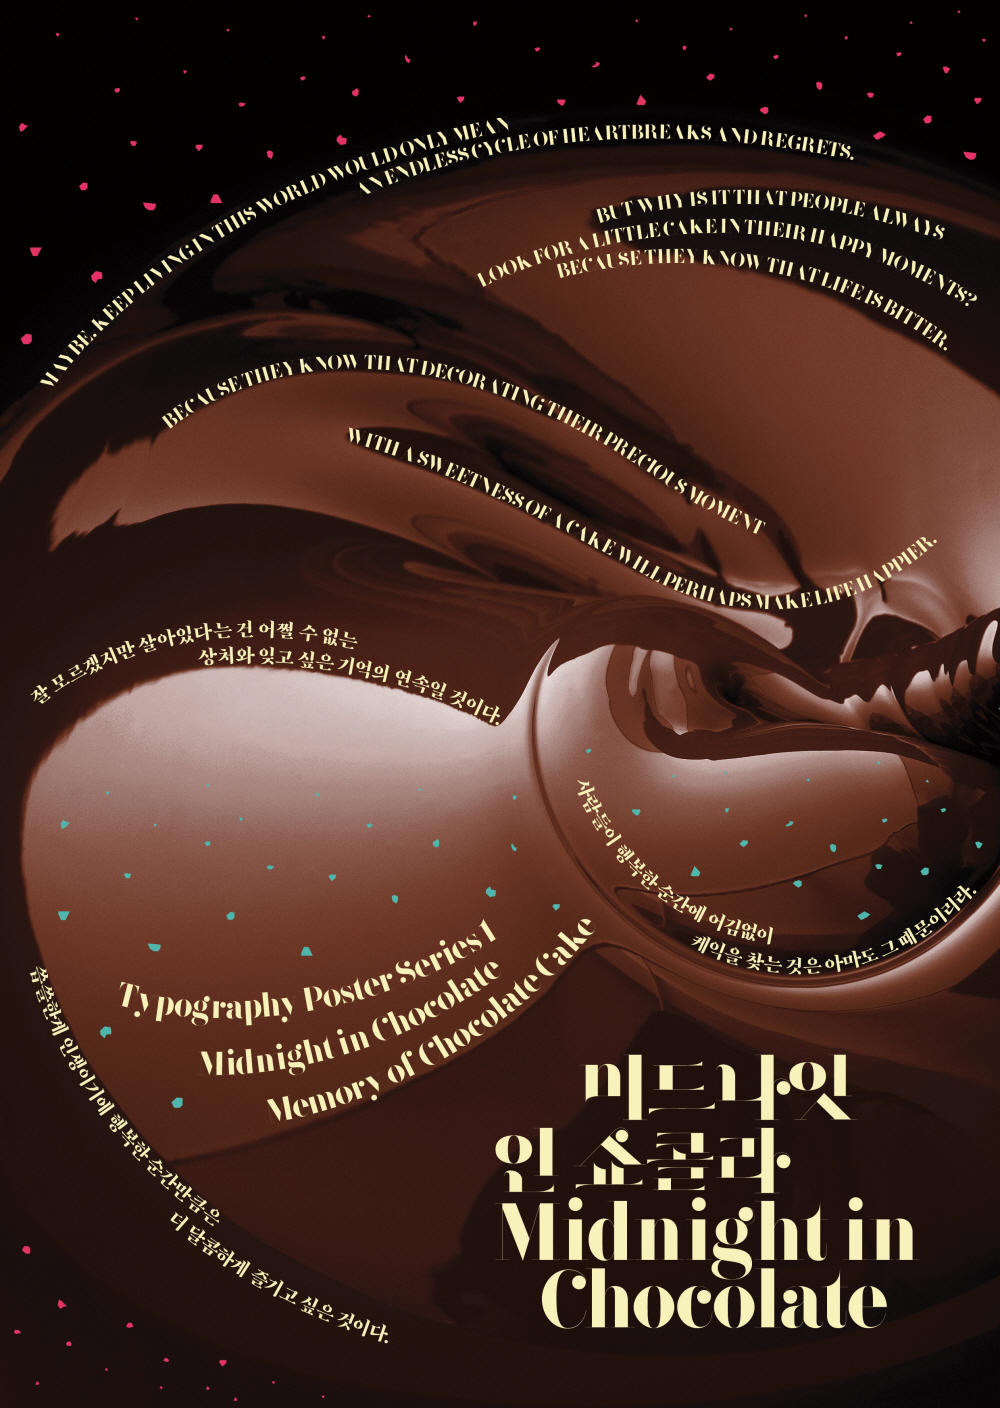 MAYBE, KEEP LIVING IN THIS WORLD WOULD ONLY MEAN
AN ENDLESS CYCLE OF HEARTBREAKS AND REGRETS.
BUT WHY IS IT THAT PEOPLE ALWAYS
LOOK FOR A LITTLE CAKE IN THEIR HAPPY MOMENTS?
BECAUSE THEY KNOW THAT LIFE IS BITTER.
BECAUSE THEY KNOW THAT DECORATING THEIR PRECIOUS MOMENT
WITH A SWEETNESS OF A CAKE WILL PERHAPS MAKE LIFE HAPPIER.
잘 모르겠지만 살아있다는 건 어쩔 수 없는
상처와 잊고 싶은 기억의 연속일 것이다.
사람들이 행복한 순간에 어김없이
케익을 찾는 것은 아마도 그 때문이리라.
씁쓸한게 인생이기에 행복한 순간만큼은
더 달콤하게 즐기고 싶은 것이다.
Typography Poster Series 1
Midnight in Chocolate
Memory of Chocolate Cake
미드나잇
인 쇼콜라
Midnight in
Chocolate